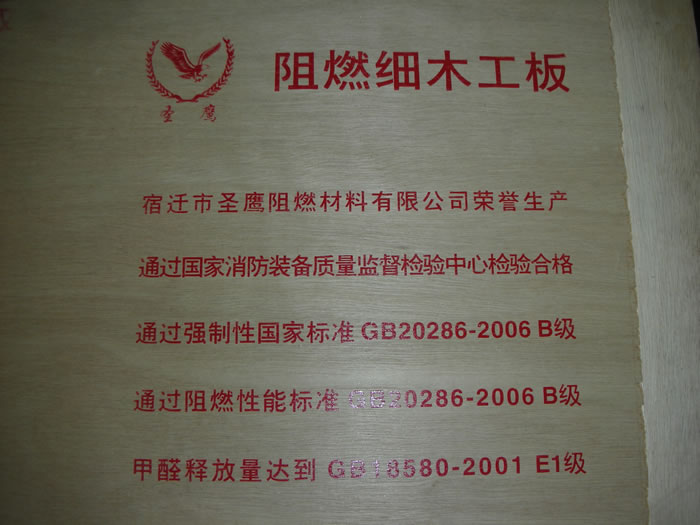 阻燃细木工板
圣鹰
宿迁市圣鹰阻燃材料有限公司荣誉生产
通过国家消防装备质量监督检验中心检验合格
通过强制性国家标准 GB20286-2006 B级
通过阻燃性能标准 GB20286-2006 B级
甲醛释放量达到 GB18580-2001 E1级